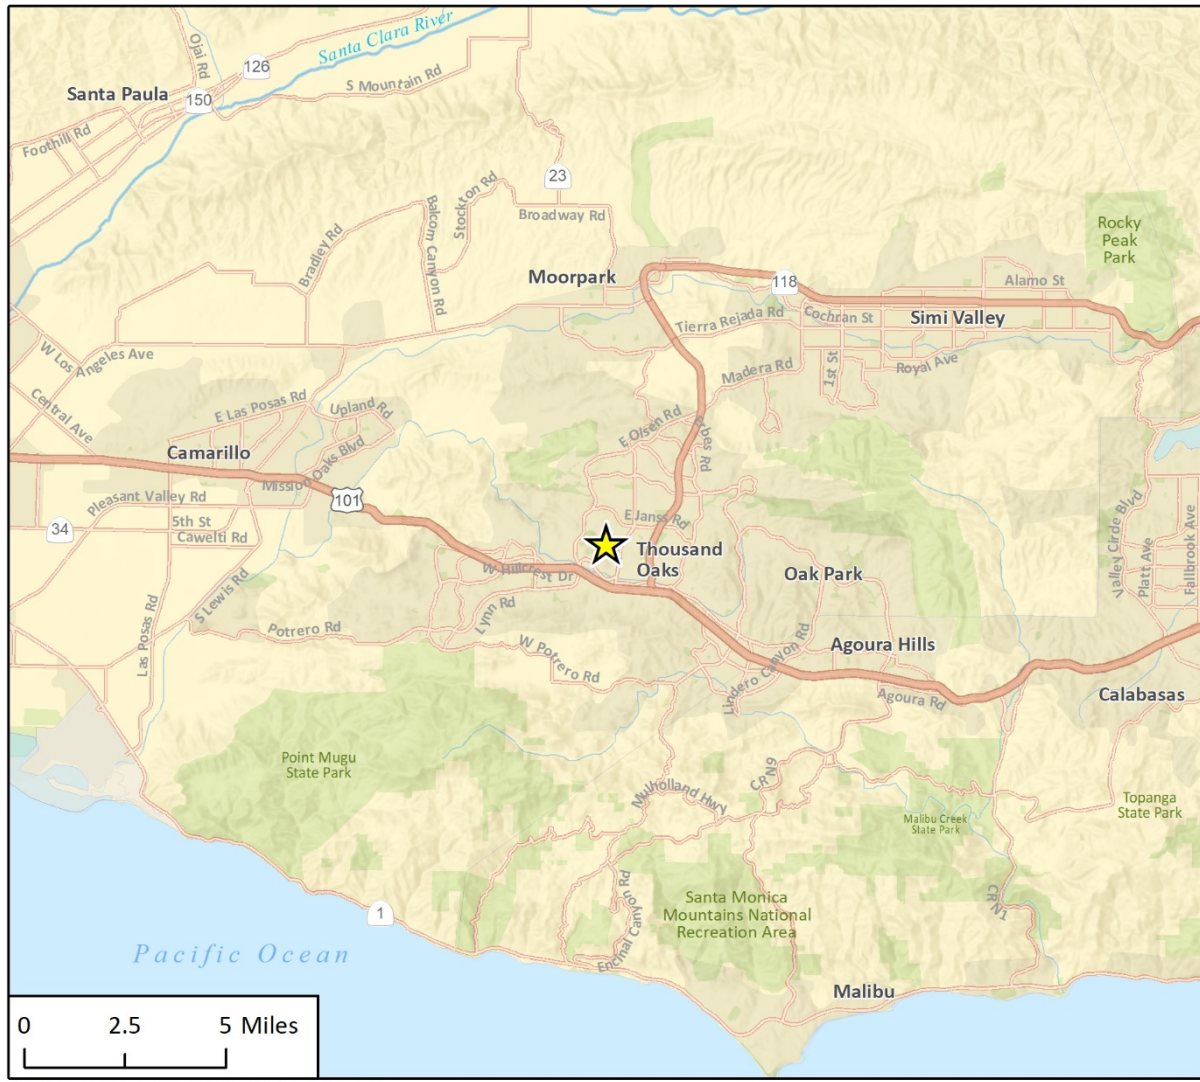 Santa Clara River
Ojai Rd
126
S Mountain Rd
Santa Paula
150
Foothill Rd
23
Stockton Rd
Balcom Canyon Rd
Broadway Rd
Bradley Rd
Rocky
Peak
Park
Moorpark
118
Alamo St
Cochran St
Simi Valley
Tierra Rejada Rd
W Los Angeles Ave
1st St
Royal Ave
Madera Rd
Central Ave
E Las Posas Rd
Upland Rd
E Olsen Rd
Erbes Rd
Camarillo
Mission Oaks Blvd
101
Pleasant Valley Rd
34
5th St
Cawelti Rd
E Janss Rd
Thousand
Oaks
Valley Circle Blvd
Platt Ave
Fallbrook Ave
W Hillcrest Dr
Oak Park
S Lewis Rd
Lynn Rd
Las Posas Rd
Potrero Rd
W Potrero Rd
Lindero Canyon Rd
Agoura Hills
Agoura Rd
Calabasas
Point Mugu
State Park
CR N9
Mulholland Hwy
Topanga
State Park
Malibu Creek
State Park
Santa Monica
Mountains National
Recreation Area
CR N1
1
Encinal Canyon Rd
Pacific Ocean
Malibu
0 2.5 5 Miles